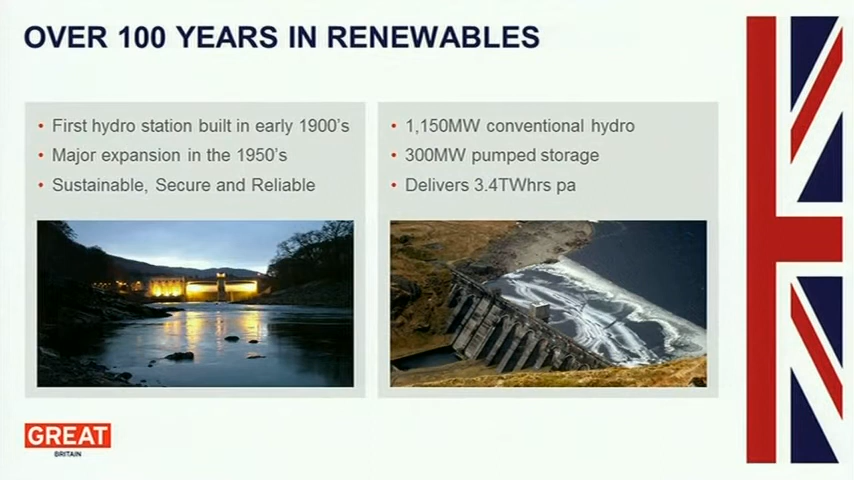 OVER 100 YEARS IN RENEWABLES
• First hydro station built in early 1900's
• Major expansion in the 1950's
• Sustainable, Secure and Reliable
• 1,150MW conventional hydro
• 300MW pumped storage
• Delivers 3.4TWhrs pa
GREAT
BRITAIN